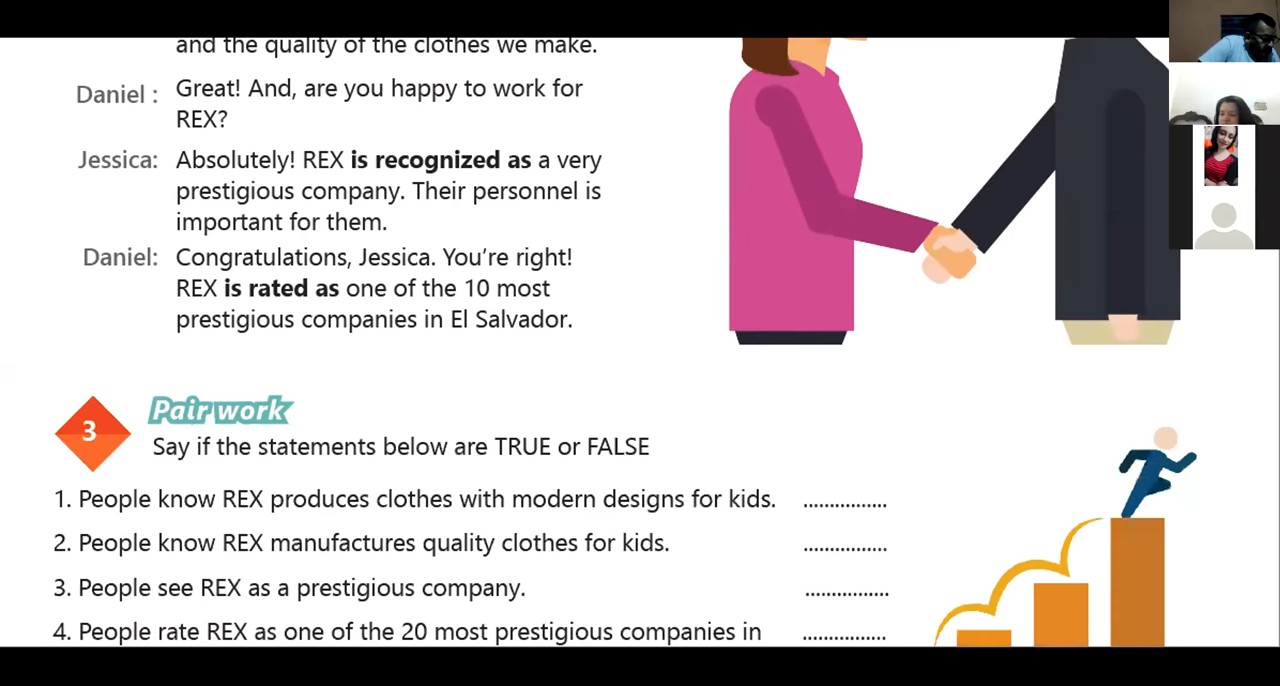 and the quality of the clothes we make.
Daniel : Great! And, are you happy to work for
REX?
Jessica: Absolutely! REX is recognized as a very
prestigious company. Their personnel is
important for them.
Daniel: Congratulations, Jessica. You're right!
REX is rated as one of the 10 most
prestigious companies in El Salvador.
3 Pair work
Say if the statements below are TRUE or FALSE
1. People know REX produces clothes with modern designs for kids. ................
2. People know REX manufactures quality clothes for kids. ................
3. People see REX as a prestigious company. ................
4. People rate REX as one of the 20 most prestigious companies in ................